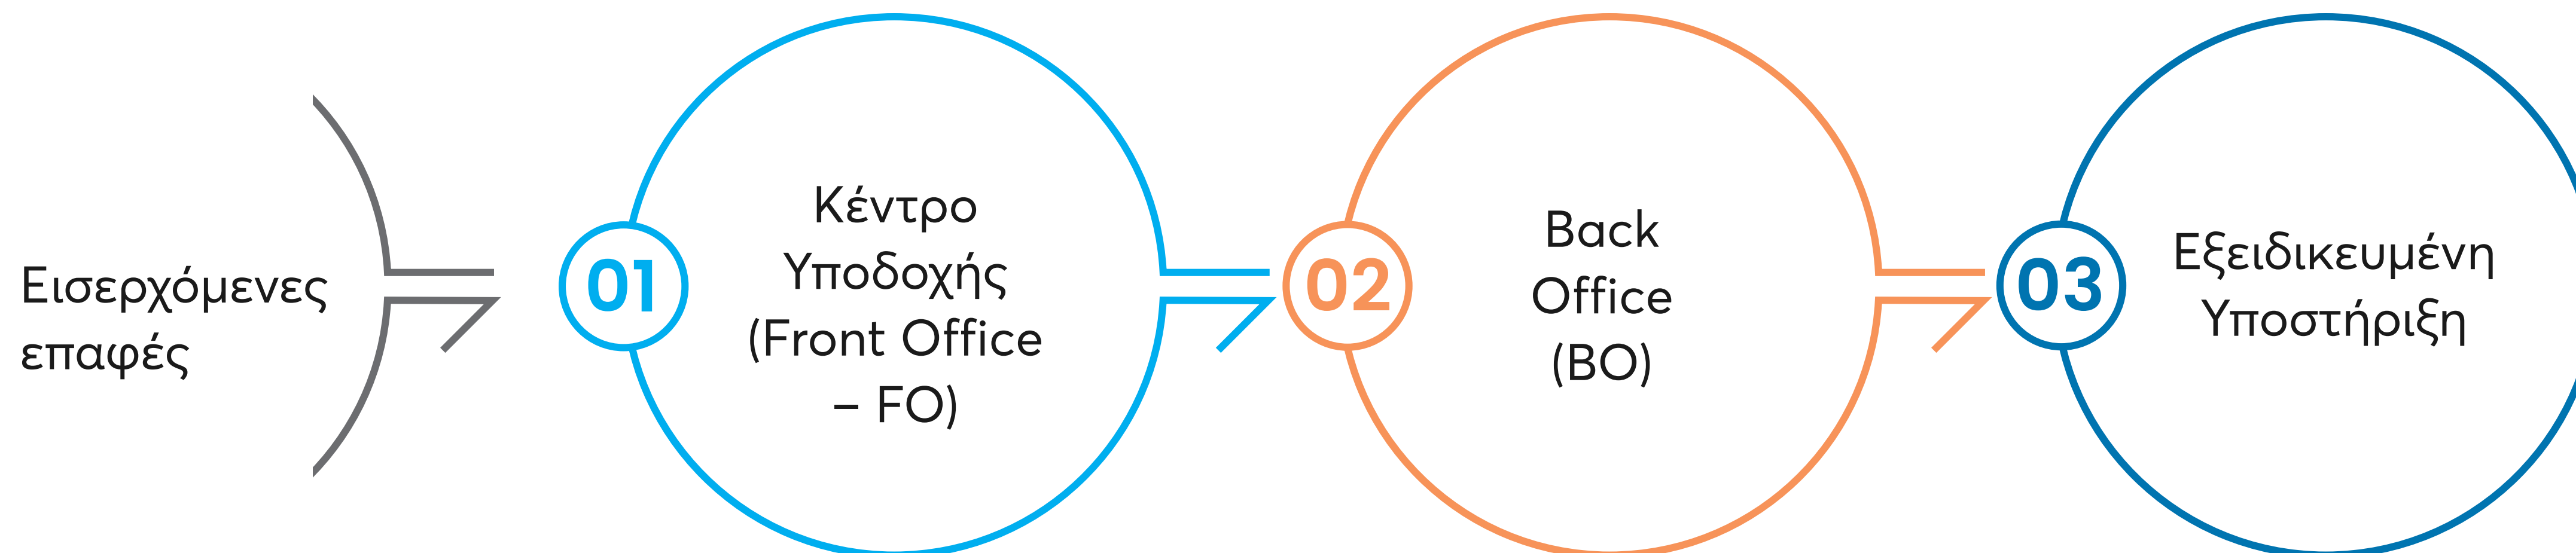 Εισερχόμενες
επαφές
01
Κέντρο
Υποδοχής
(Front Office
– FO)
02
Back
Office
(BO)
03
Εξειδικευμένη
Υποστήριξη